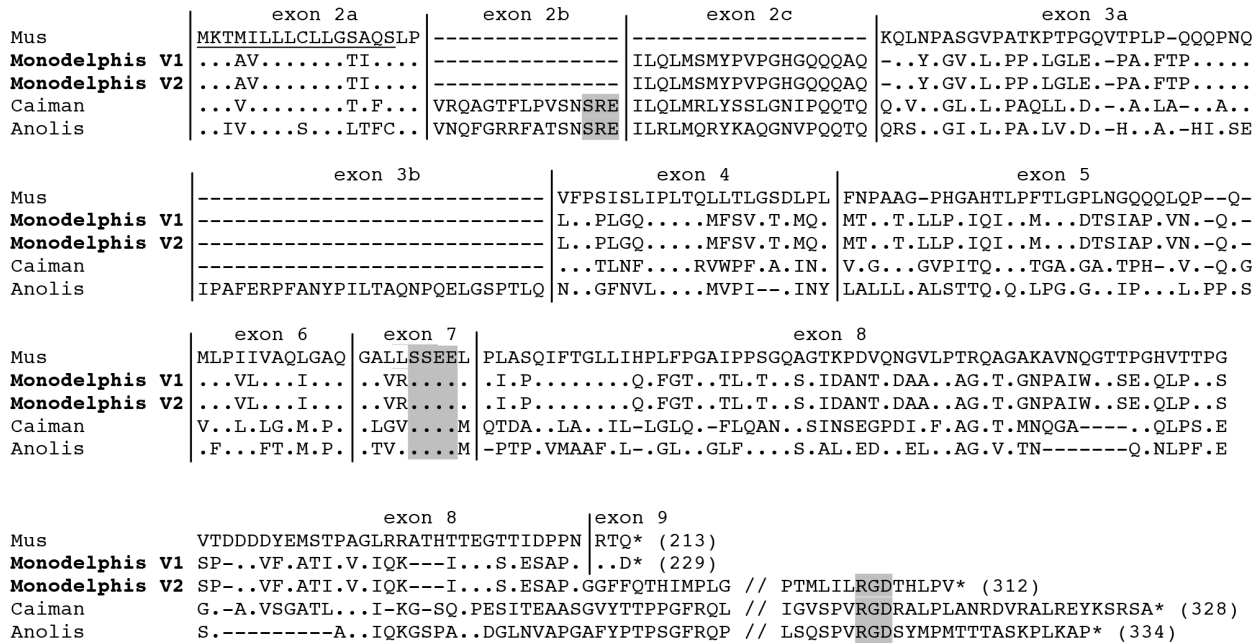 exon 2a exon 2b exon 2c exon 3a
Mus MKTMILLLCLLGSAQSLP --------------- ------------------- KQLNPASGVPATKPTPGQVTPLP-QQQPNQ
Monodelphis V1 ...AV.......TI.... --------------- ILQLMSMYPVPGHGQQQAQ -..Y.GV.L.PP.LGLE.-PA.FTP.....
Monodelphis V2 ...AV.......TI.... --------------- ILQLMSMYPVPGHGQQQAQ -..Y.GV.L.PP.LGLE.-PA.FTP.....
Caiman ...V........T.F... VRQAGTFLPVSNSRE ILQLMRLYSSLGNIPQQTQ Q.V..GL.L.PAQLL.D.-A.LA-..A..
Anolis ..IV....S...LTFC.. VNQFGRRFATSNSRE ILRLMQRYKAQGNVPQQTQ QRS..GI.L.PA.LV.D.-H..A.-HI.SE
exon 3b exon 4 exon 5
Mus ---------------------------- VFPSISLIPLTQLLTLGSDLPL FNPAAG-PHGAHTLPFTLGPLNGQQQLQP--Q-
Monodelphis V1 ---------------------------- L..PLGQ.....MFSV.T.MQ. MT..T.LLP.IQI..M...DTSIAP.VN.-Q.-
Monodelphis V2 ---------------------------- L..PLGQ.....MFSV.T.MQ. MT..T.LLP.IQI..M...DTSIAP.VN.-Q.-
Caiman ---------------------------- ...TLNF....RVWPF.A.IN. V.G...GVPITQ...TGA.GA.TPH-.V.-Q.G
Anolis IPAFERPFANYPILTAQNPQELGSPTLQ N..GFNVL....MVPI--.INY LALLL.ALSTTQ.Q.LPG.G..IP...L.PP.S
exon 6 exon 7 exon 8
Mus MLPIIVAQLGAQ GALLSSEEL PLASQIFTGLLIHPLFPGAIPPSGQAGTKPDVQNGVLPTRQAGAKAVNQGTTPGHVTTPG
Monodelphis V1 ...VL...I... ..VR..... .I.P.........Q.FGT..TL.T..S.IDANT.DAA..AG.T.GNPAIW..SE.QLP..S
Monodelphis V2 ...VL...I... ..VR..... .I.P.........Q.FGT..TL.T..S.IDANT.DAA..AG.T.GNPAIW..SE.QLP..S
Caiman V..L.LG.M.P. .LGV....M QTDA..LA..IL-LGLQ.-FLQAN..SINSEGPDI.F.AG.T.MNQGA----..QLPS.E
Anolis .F...FT.M.P. .TV.....M -PTP.VMAAF.L-.GL..GLF....S.AL.ED..EL..AG.V.TN-------Q.NLPF.E
exon 8 exon 9
Mus VTDDDDYEMSTPAGLRRATHTTEGTTIDPPN RTQ* (213)
Monodelphis V1 SP-..VF.ATI.V.IQK---I...S.ESAP. ..D* (229)
Monodelphis V2 SP-..VF.ATI.V.IQK---I...S.ESAP.GGFFQTHIMPLG // PTMLILRGDTHLPV* (312)
Caiman G.-A.VSGATL...I-KG-SQ.PESITEAASGVYTTPPGFRQL // IGVSPVRGDRALPLANRDVRALREYKSRSA* (328)
Anolis S.---------A..IQKGSPA..DGLNVAPGAFYPTPSGFRQP // LSQSPVRGDSYMPMTTTASKPLKAP* (334)